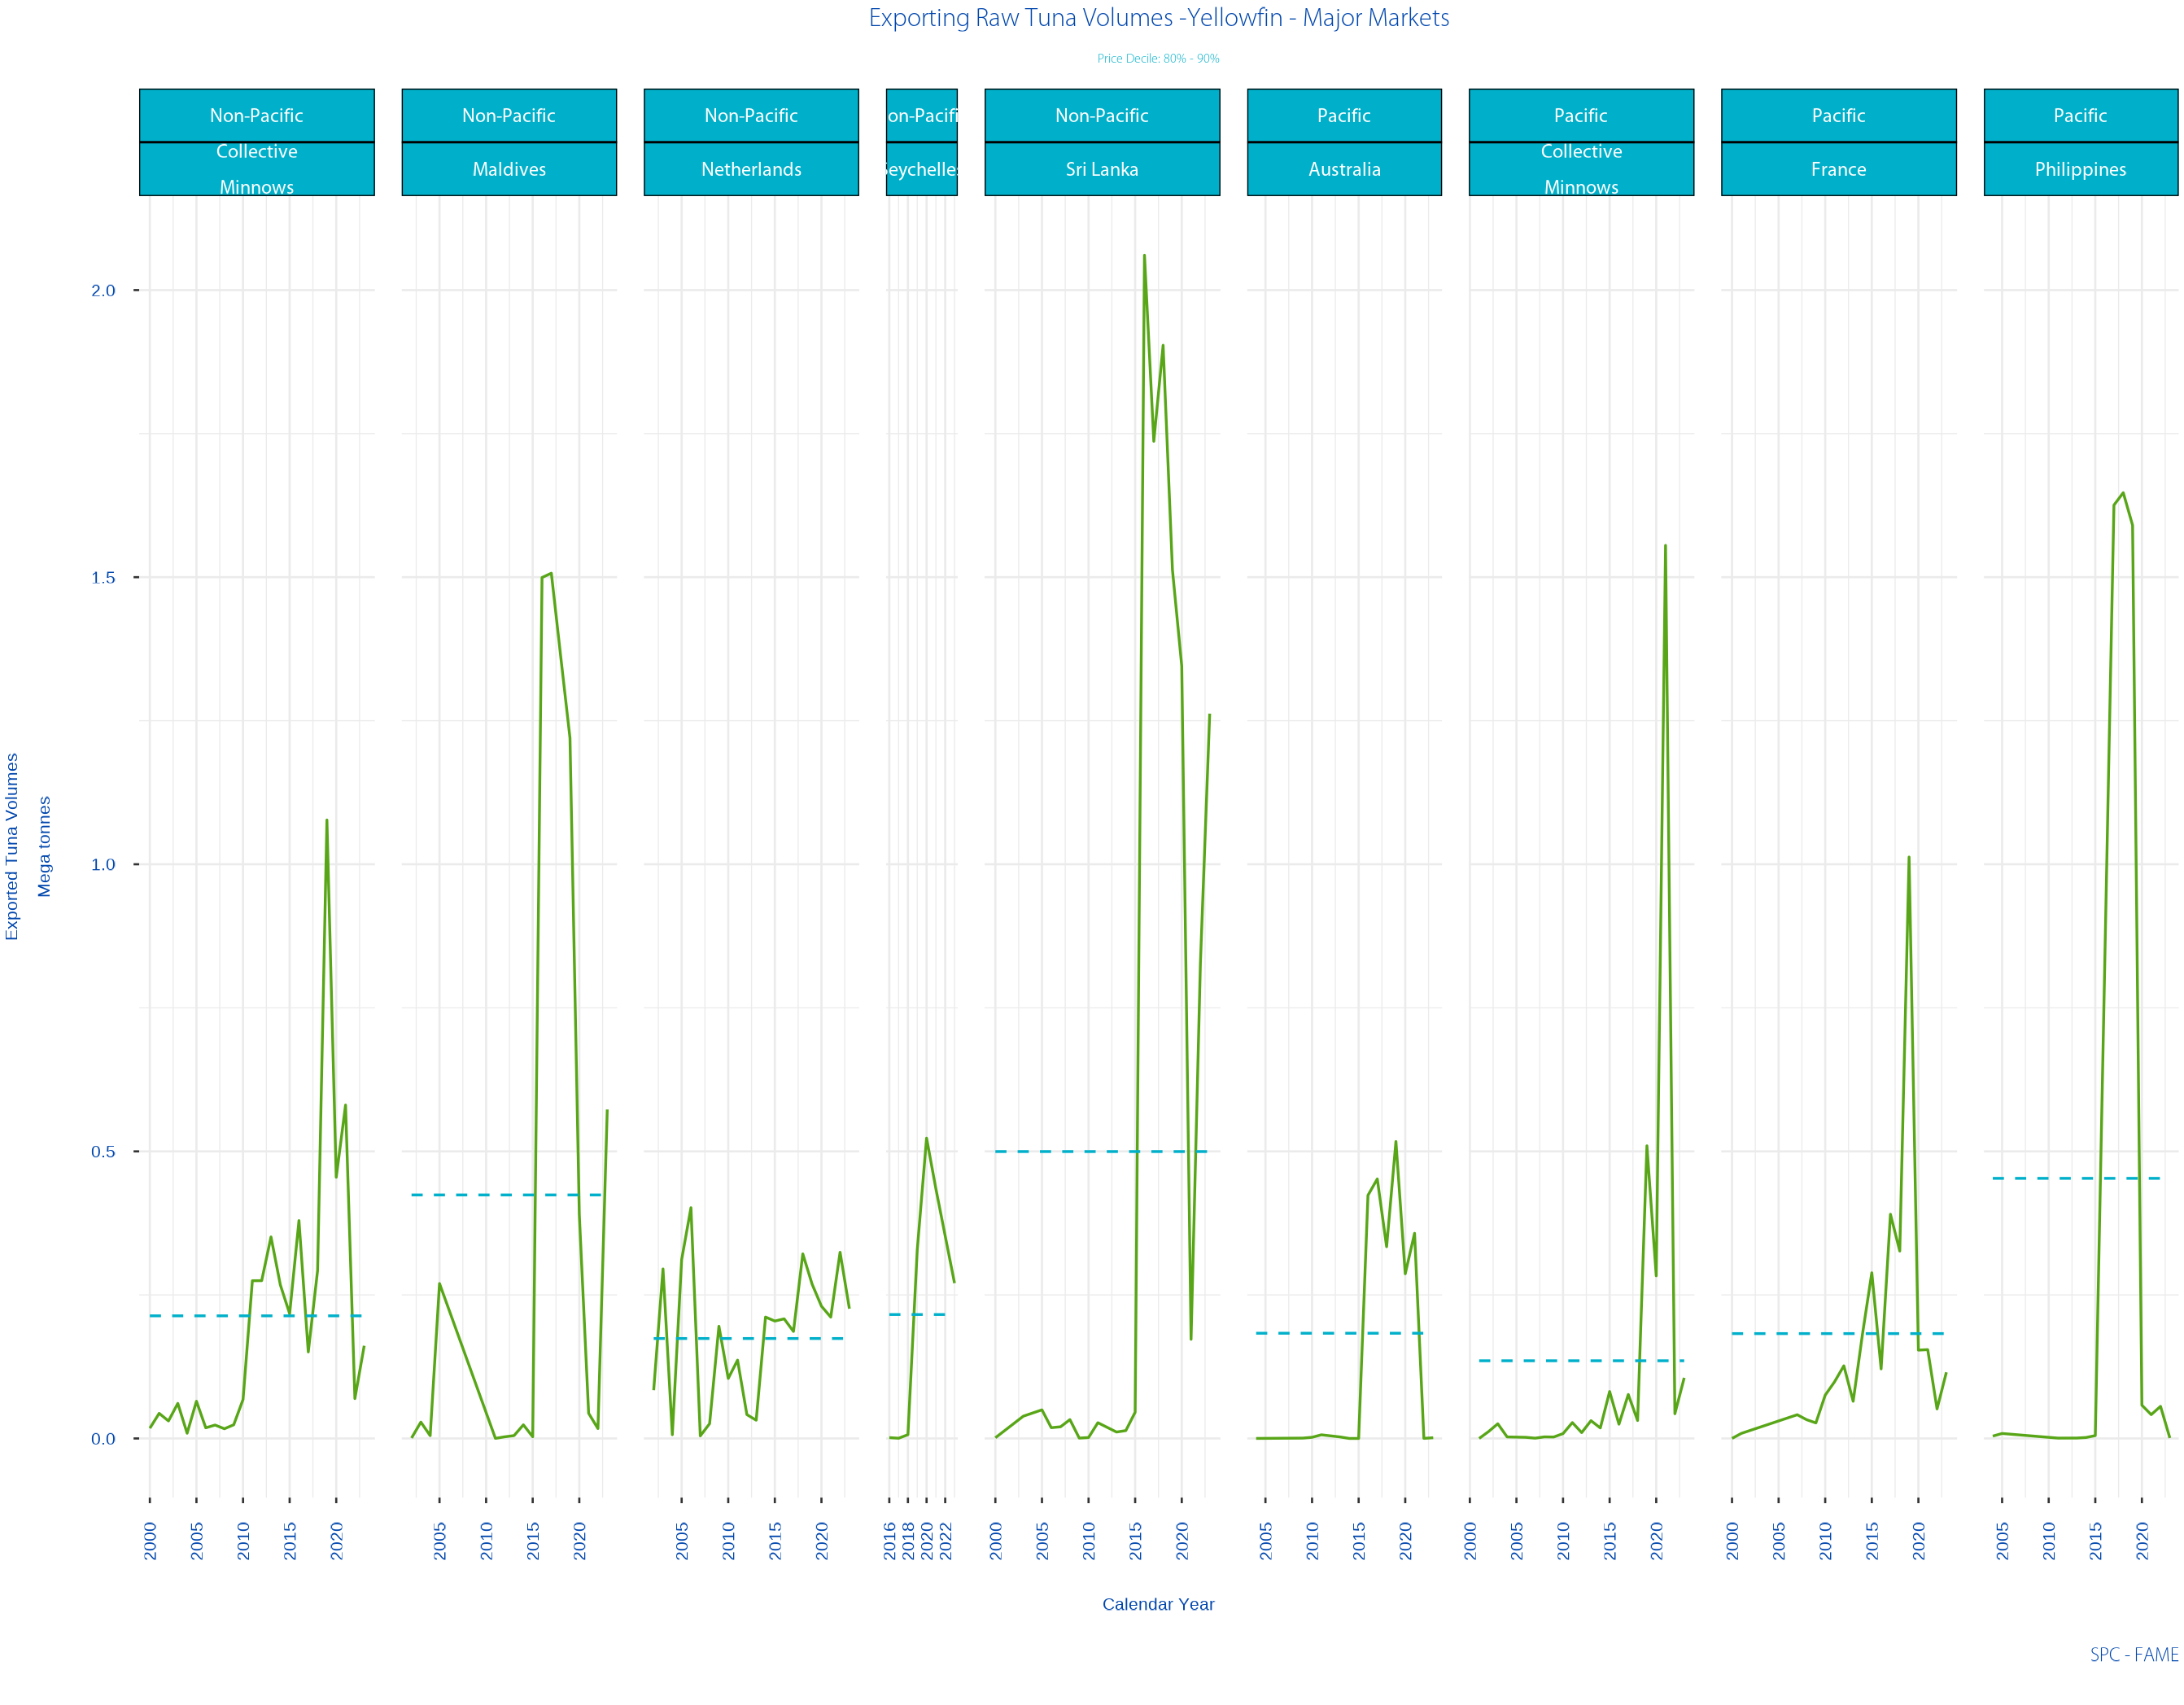 Exporting Raw Tuna Volumes -Yellowfin - Major Markets
Price Decile: 80% - 90%
Non-Pacific Non-Pacific Non-Pacific on-Pacifi Non-Pacific Pacific Pacific Pacific Pacific
Collective Minnows Maldives Netherlands eychelle Sri Lanka Australia Collective Minnows France Philippines
2.0
1.5
1.0
0.5
0.0
Exported Tuna Volumes
Mega tonnes
2000 2005 2010 2015 2020
2005 2010 2015 2020
2005 2010 2015 2020
2016 2018 2020 2022
2000 2005 2010 2015 2020
2005 2010 2015 2020
2000 2005 2010 2015 2020
2000 2005 2010 2015 2020
2005 2010 2015 2020
Calendar Year
SPC - FAME